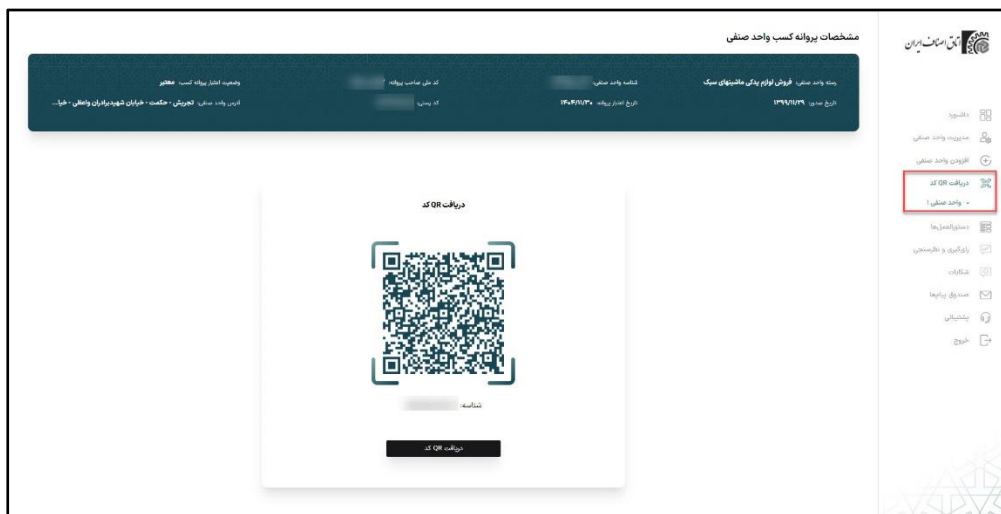 اتاق اصناف ایران
داشبورد
مدیریت واحد صنفی
افزودن واحد صنفی
دریافت QR کد
- واحد صنفی 1
دستورالعمل‌ها
رای‌گیری و نظرسنجی
شکایات
صندوق پیام‌ها
پشتیبانی
خروج
مشخصات پروانه کسب واحد صنفی
رسته واحد صنفی: فروش لوازم یدکی ماشینهای سبک
شناسه واحد صنفی:
کد ملی صاحب پروانه:
وضعیت اعتبار پروانه کسب: معتبر
تاریخ صدور: ۱۳۹۹/۱۱/۲۹
تاریخ اعتبار پروانه: ۱۴۰۴/۱۱/۳۰
کد پستی:
آدرس واحد صنفی: تجریش - حکمت - خیابان شهیدبرادران واعظی - خیا...
دریافت QR کد
شناسه:
دریافت QR کد